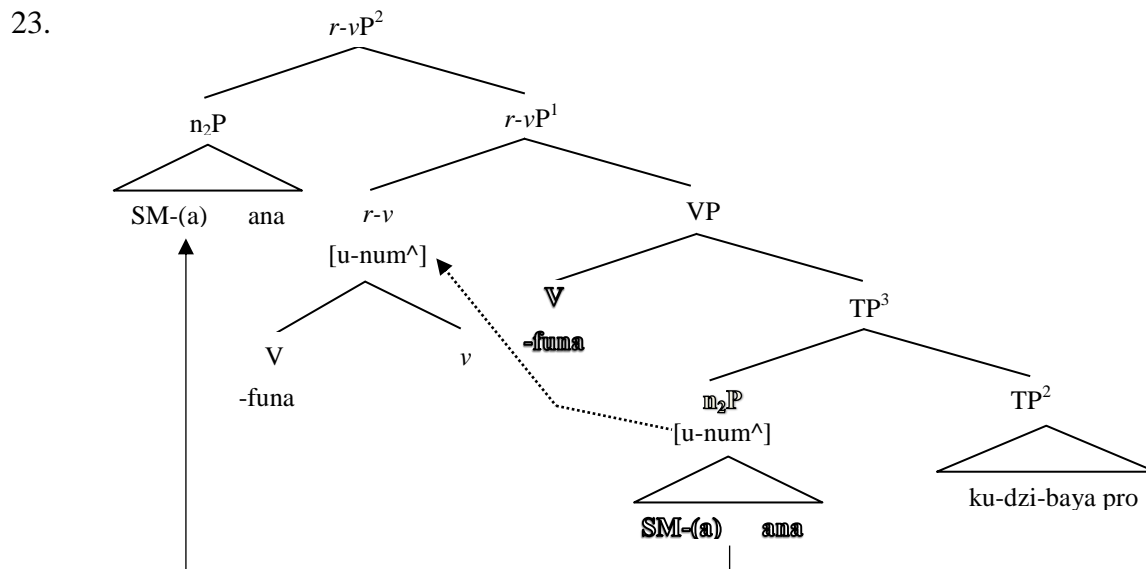 23.
r-vP²
n₂P r-vP¹
SM-(a) ana r-v VP
[u-num^]
V TP³
V v -funa
-funa n₂P TP²
[u-num^]
ku-dzi-baya pro
SM-(a) ana